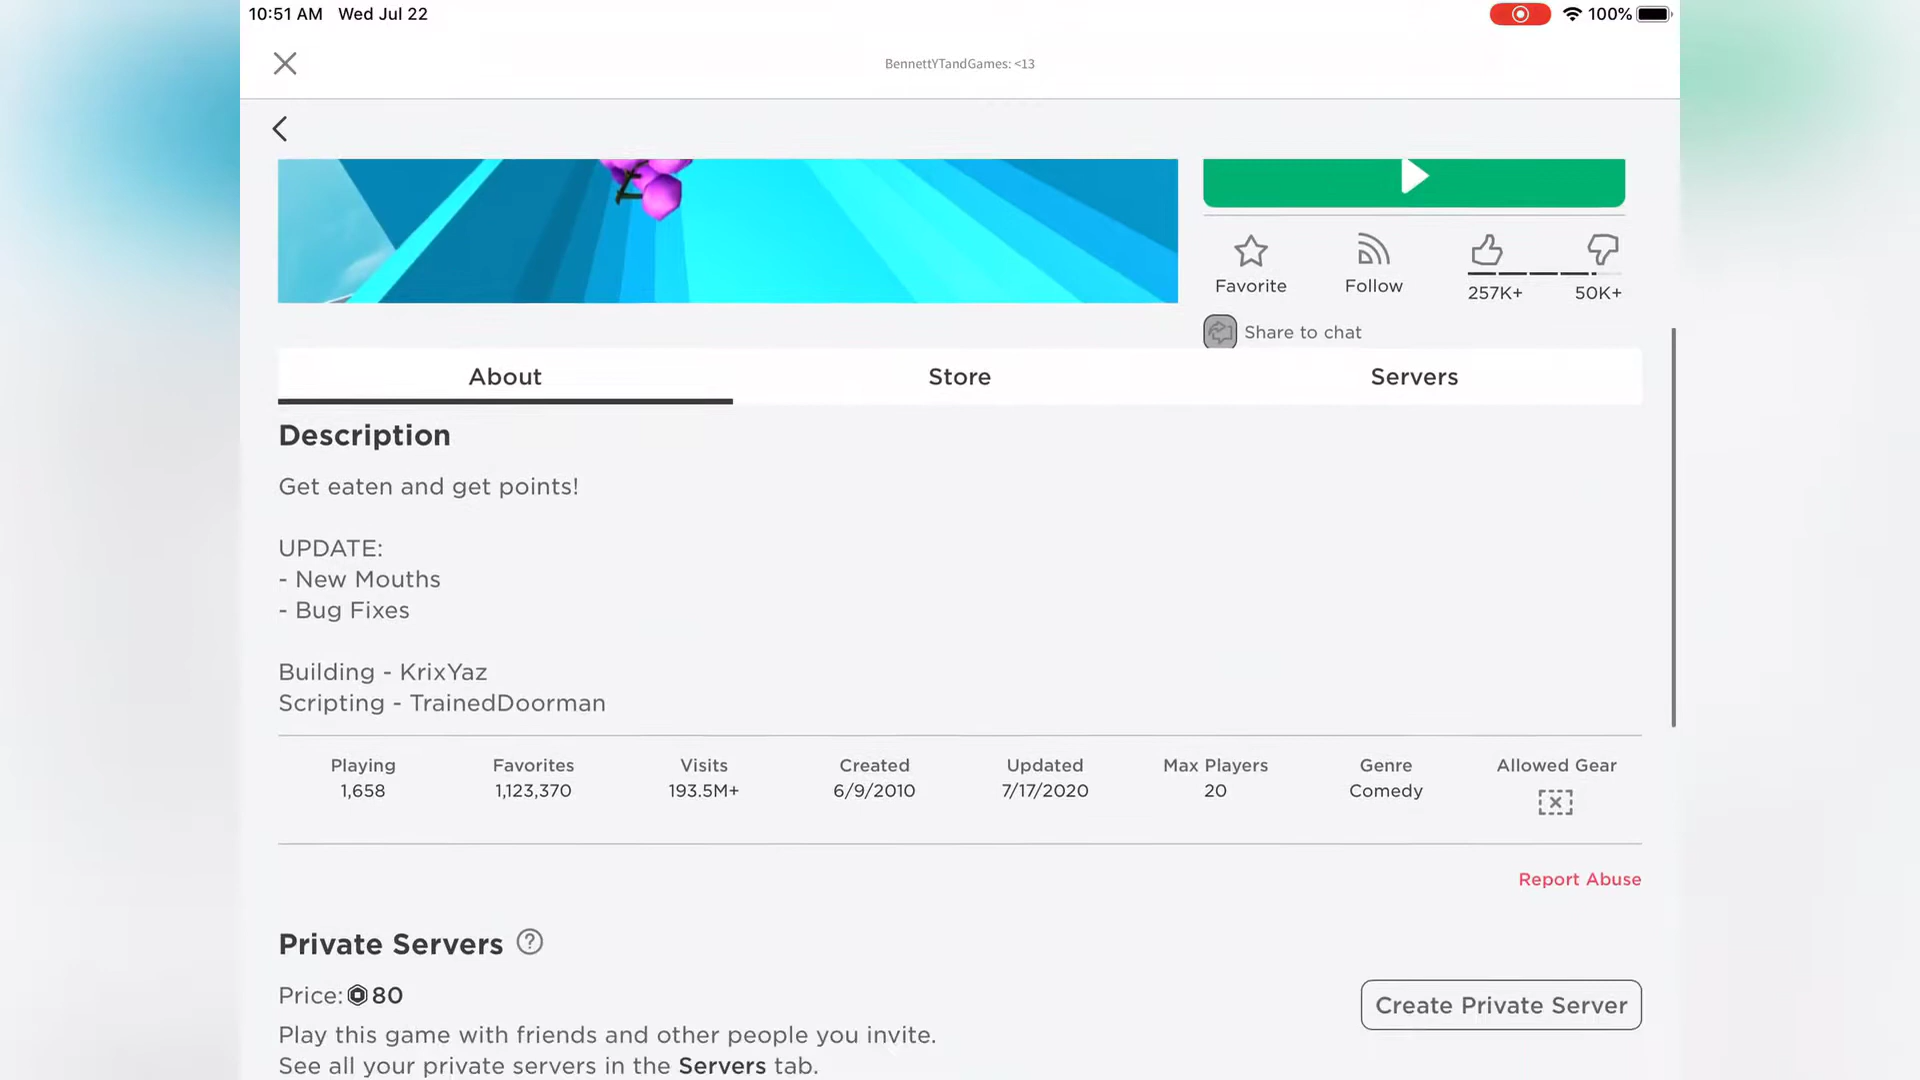 10:51 AM Wed Jul 22
100%
BennettYTandGames: <13
Favorite
Follow
257K+
50K+
Share to chat
About
Store
Servers
Description
Get eaten and get points!
UPDATE:
- New Mouths
- Bug Fixes
Building - KrixYaz
Scripting - TrainedDoorman
Playing
Favorites
Visits
Created
Updated
Max Players
Genre
Allowed Gear
1,658
1,123,370
193.5M+
6/9/2010
7/17/2020
20
Comedy
Report Abuse
Private Servers ?
Price: 80
Create Private Server
Play this game with friends and other people you invite.
See all your private servers in the Servers tab.